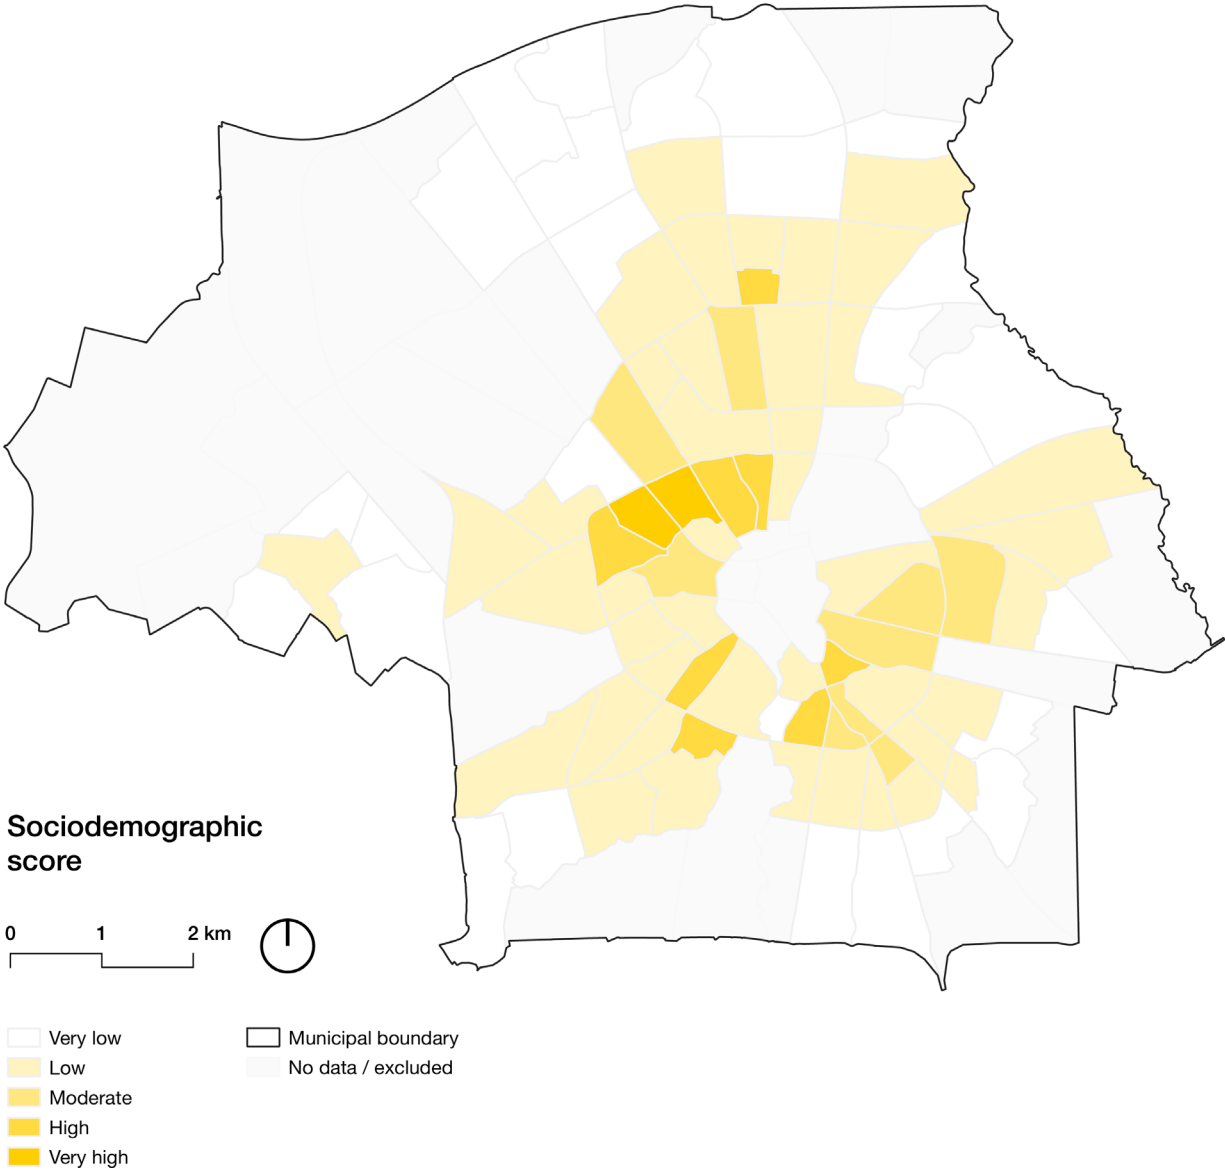 Sociodemographic
score
0 1 2 km
Very low
Low
Moderate
High
Very high
Municipal boundary
No data / excluded